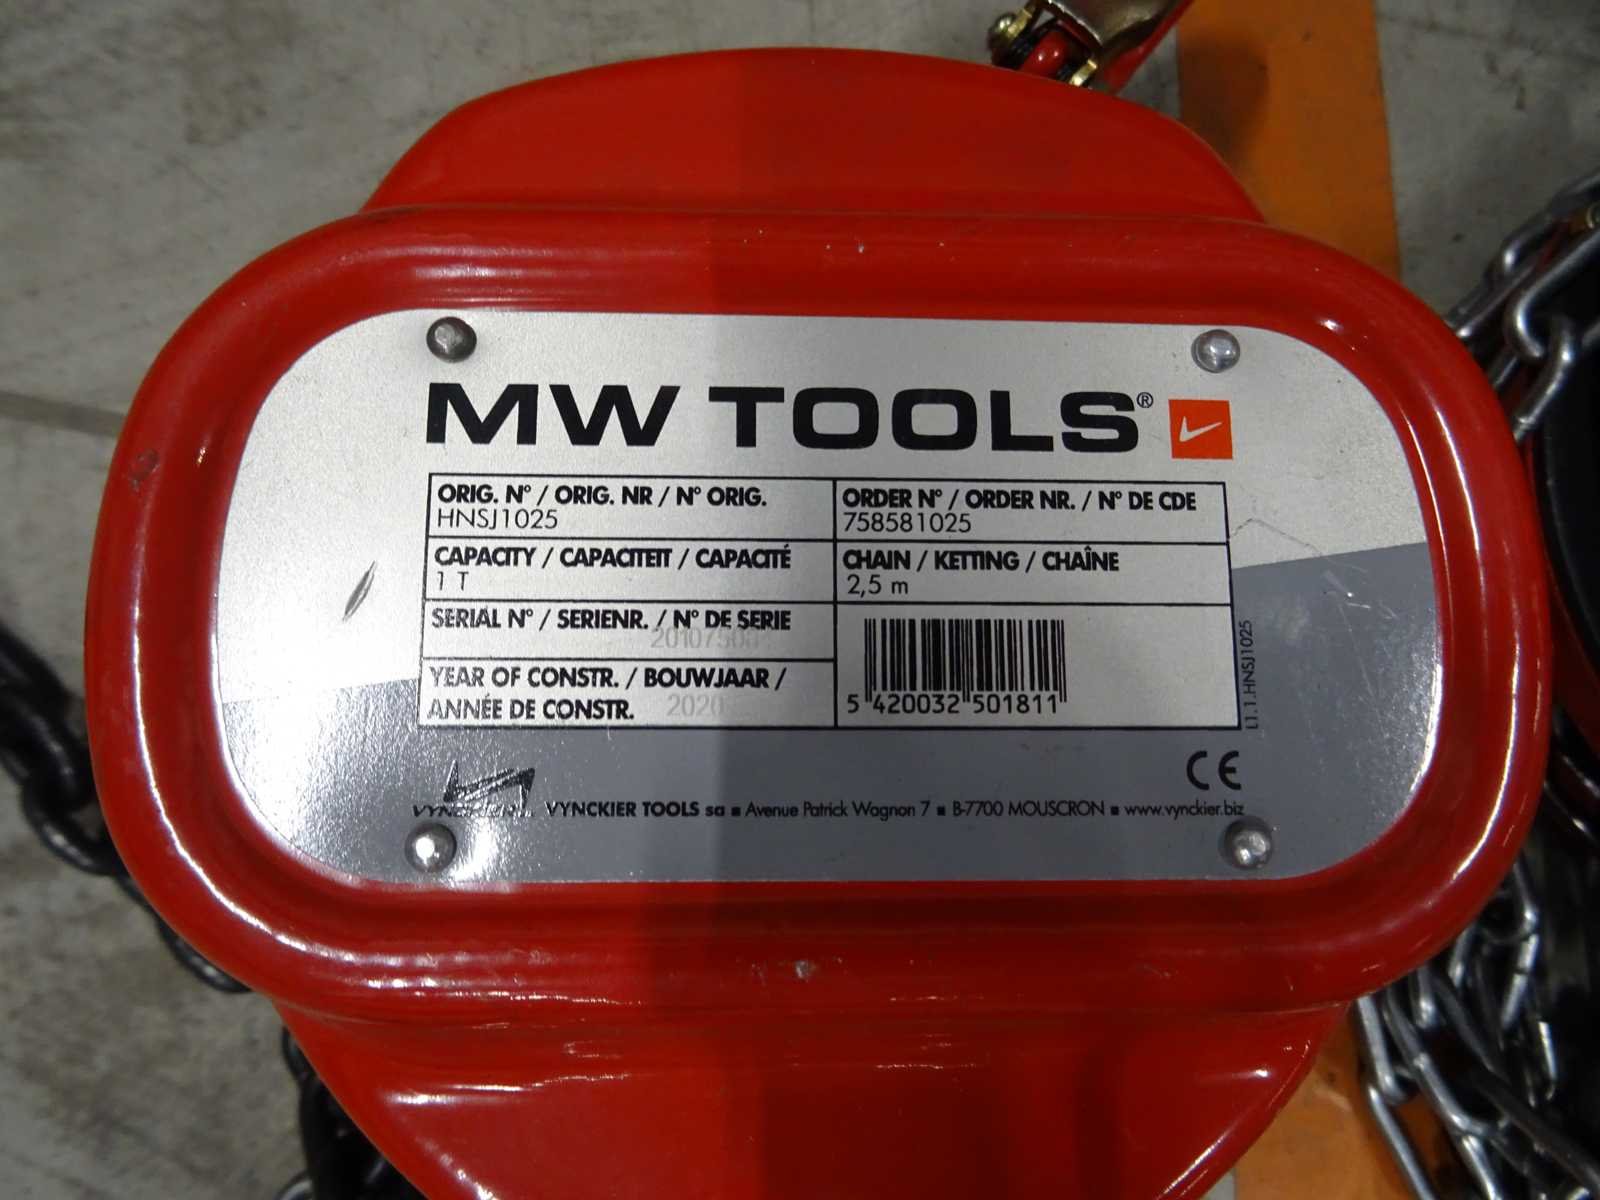 MW TOOLS®
ORIG. N° / ORIG. NR / N° ORIG.
HNSJ1025
ORDER N° / ORDER NR. / N° DE CDE
758581025
CAPACITY / CAPACITEIT / CAPACITÉ
1 T
CHAIN / KETTING / CHAÎNE
2,5 m
SERIAL N° / SERIENR. / N° DE SERIE
YEAR OF CONSTR. / BOUWJAAR /
ANNÉE DE CONSTR. 2020
5 420032 501811
L1.1.HNSJ1025
CE
VYNCKIER VYNCKIER TOOLS sa ■ Avenue Patrick Wagnon 7 ■ B-7700 MOUSCRON ■ www.vynckier.biz